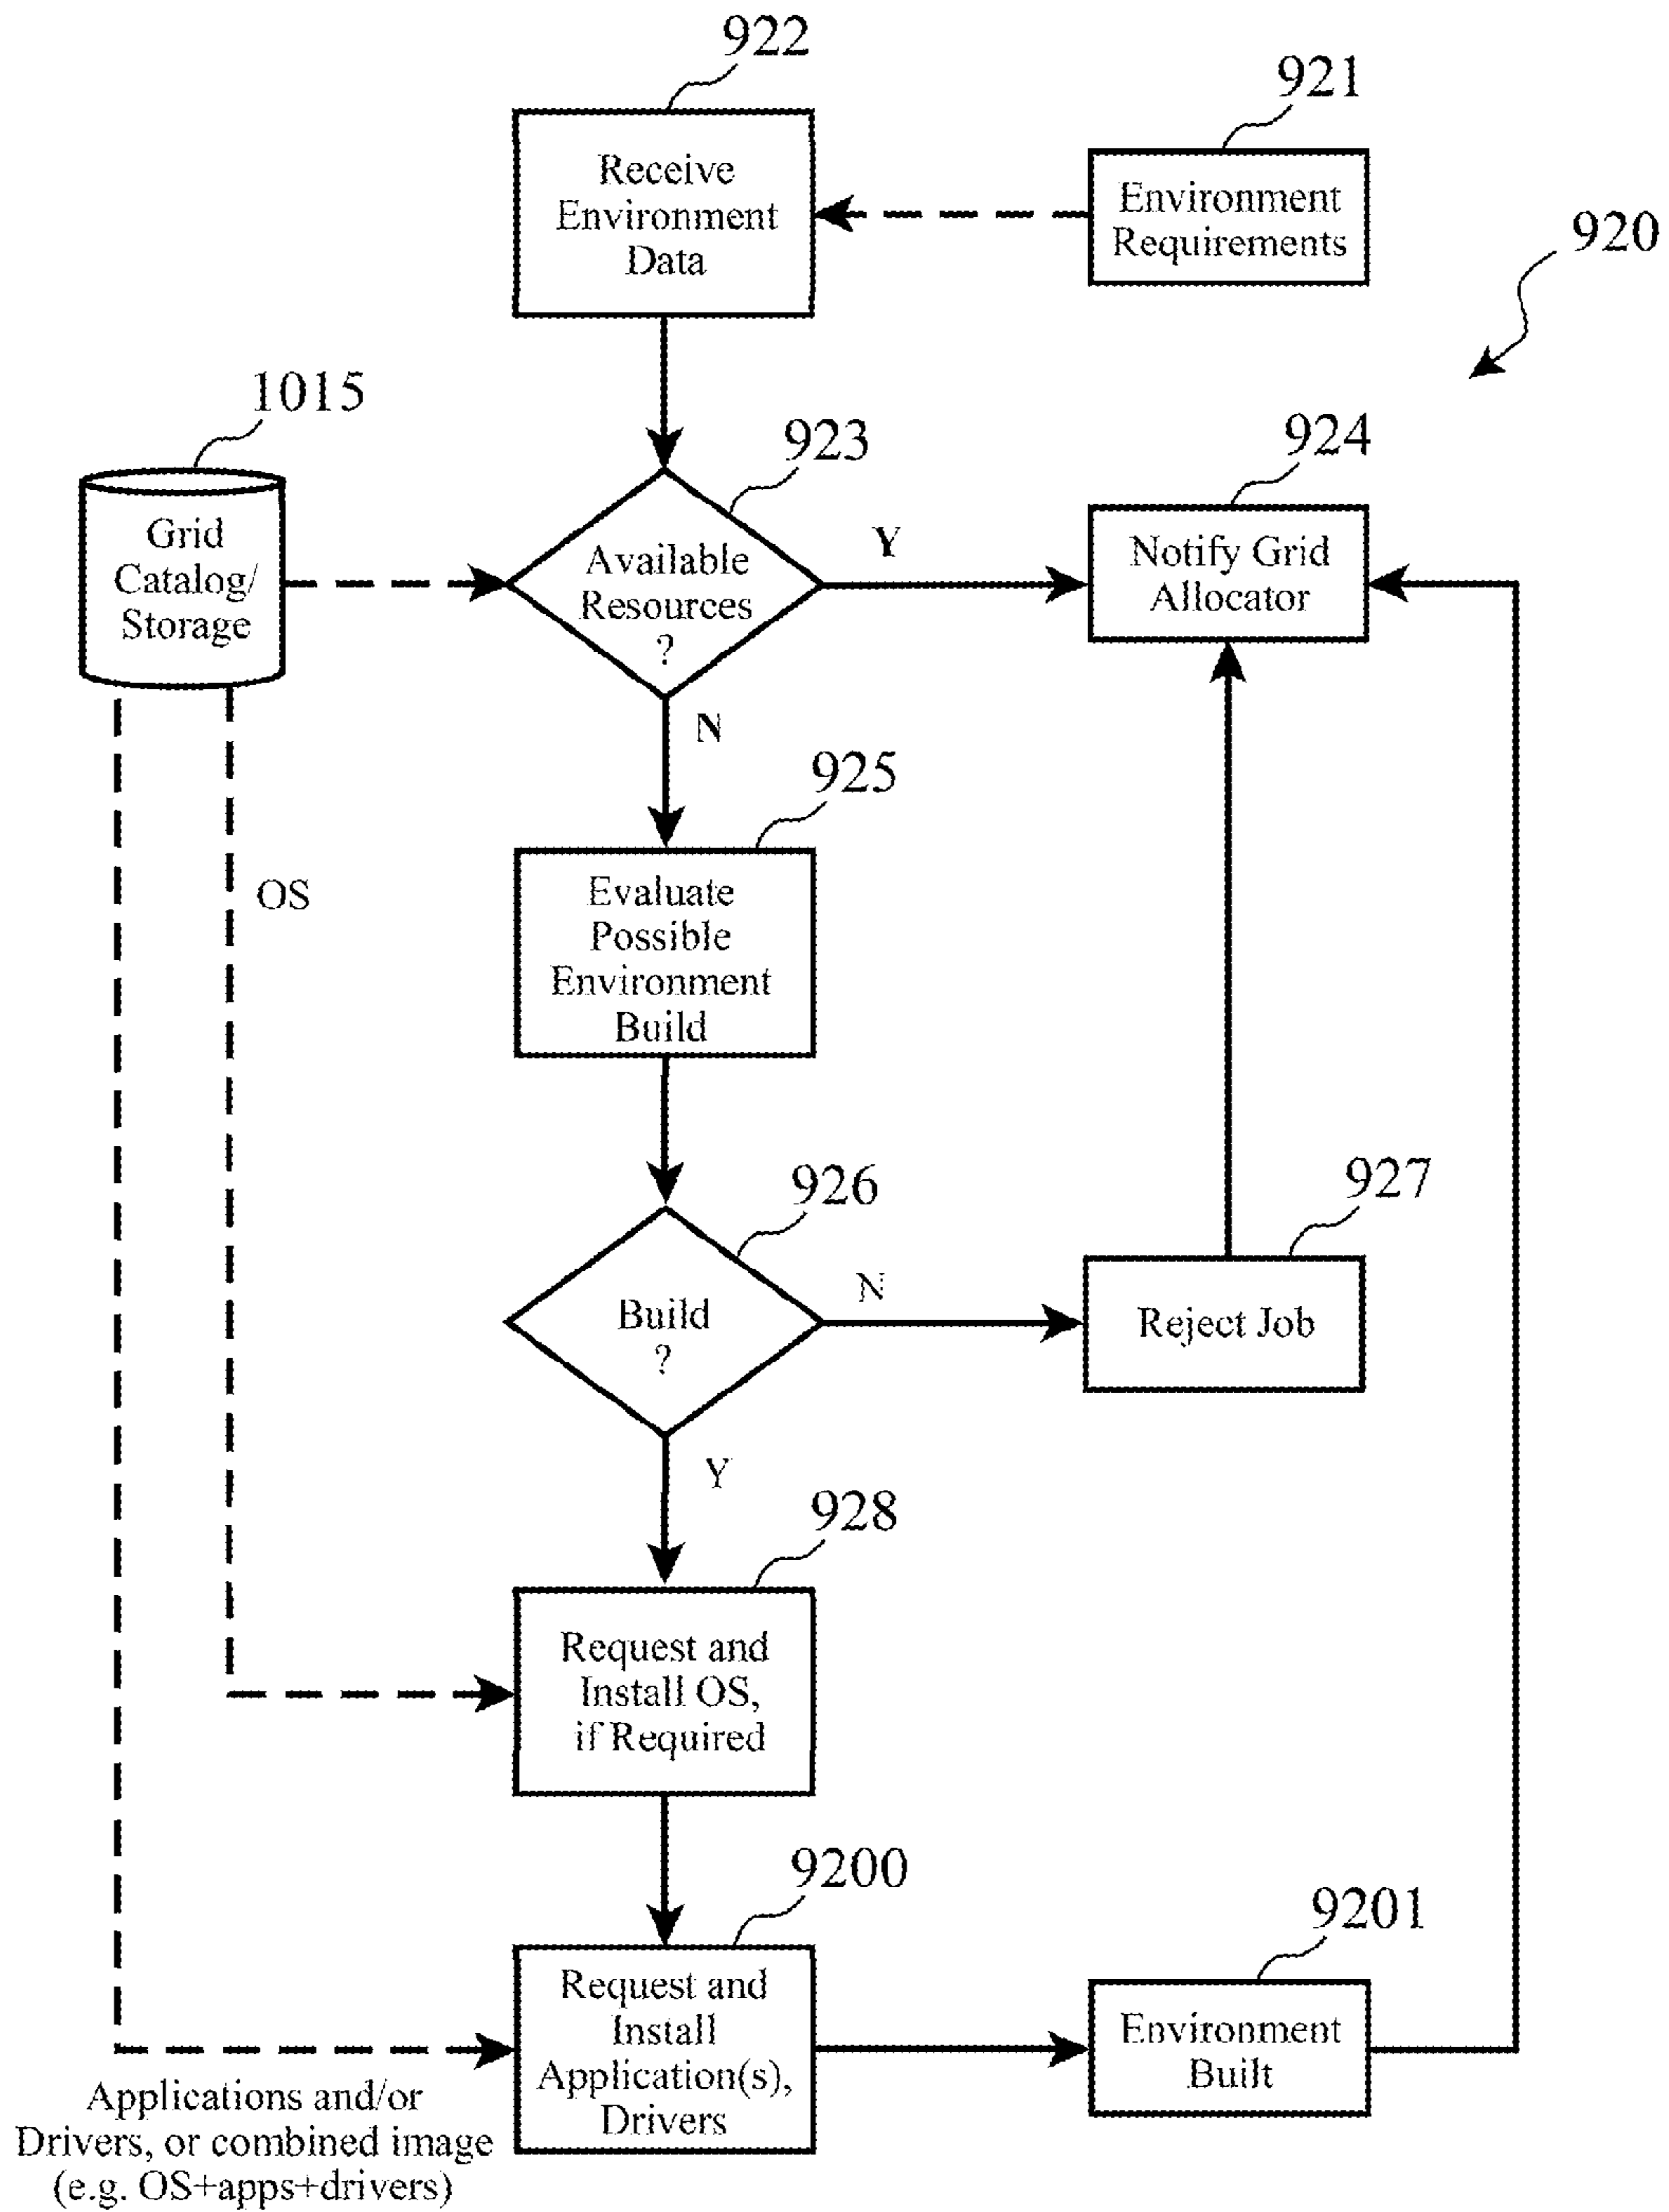 922
921
Receive
Environment
Data
Environment
Requirements
920
1015
923
924
Grid
Catalog/
Storage
Available
Resources
?
Y
Notify Grid
Allocator
N
925
OS
Evaluate
Possible
Environment
Build
926
927
Build
?
N
Reject Job
Y
928
Request and
Install OS,
if Required
9200
9201
Request and
Install
Application(s),
Drivers
Environment
Built
Applications and/or
Drivers, or combined image
(e.g. OS+apps+drivers)